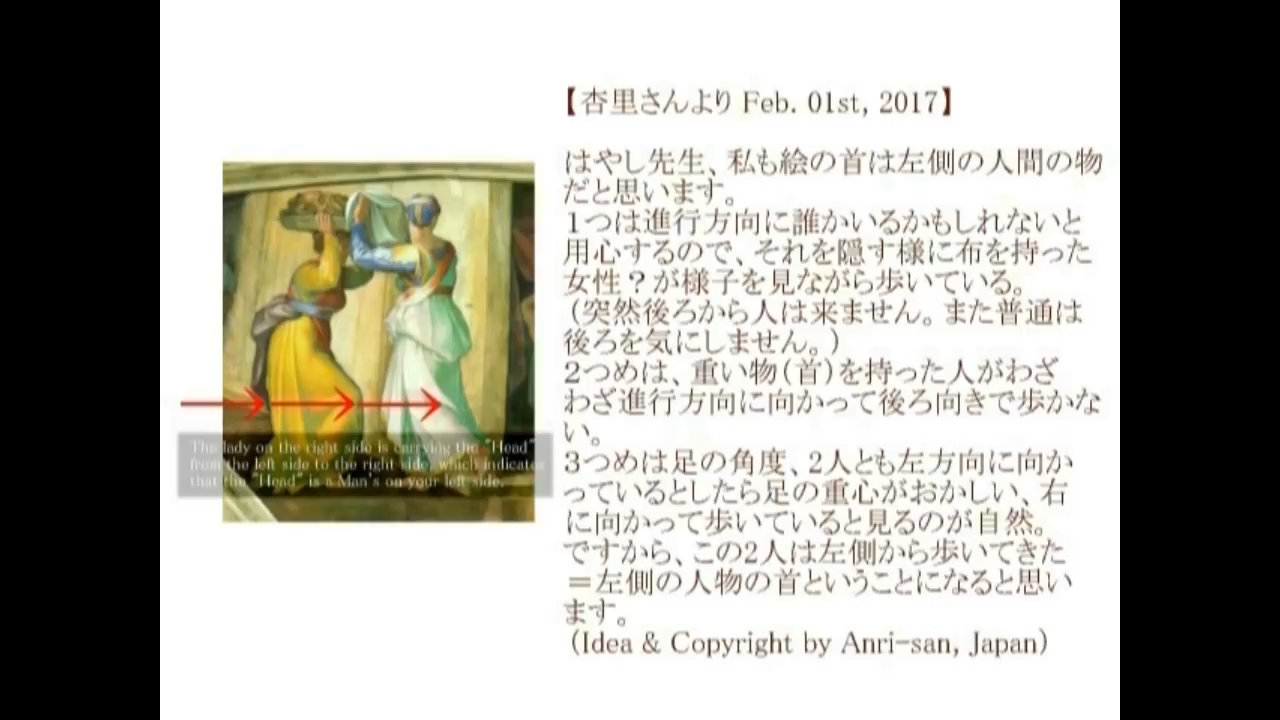 【杏里さんより Feb. 01st, 2017】
はやし先生、私も絵の首は左側の人間の物
だと思います。
1つは進行方向に誰かいるかもしれないと
用心するので、それを隠す様に布を持った
女性？が様子を見ながら歩いている。
（突然後ろから人は来ません。また普通は
後ろを気にしません。）
2つめは、重い物（首）を持った人がわざ
わざ進行方向に向かって後ろ向きで歩かな
い。
3つめは足の角度、2人とも左方向に向か
っているとしたら足の重心がおかしい、右
に向かって歩いていると見るのが自然。
ですから、この2人は左側から歩いてきた
＝左側の人物の首ということになると思い
ます。
（Idea & Copyright by Anri-san, Japan）
The lady on the right side is carrying the "Head"
from the left side to the right side, which indicates
that the "Head" is a Man's on your left side.